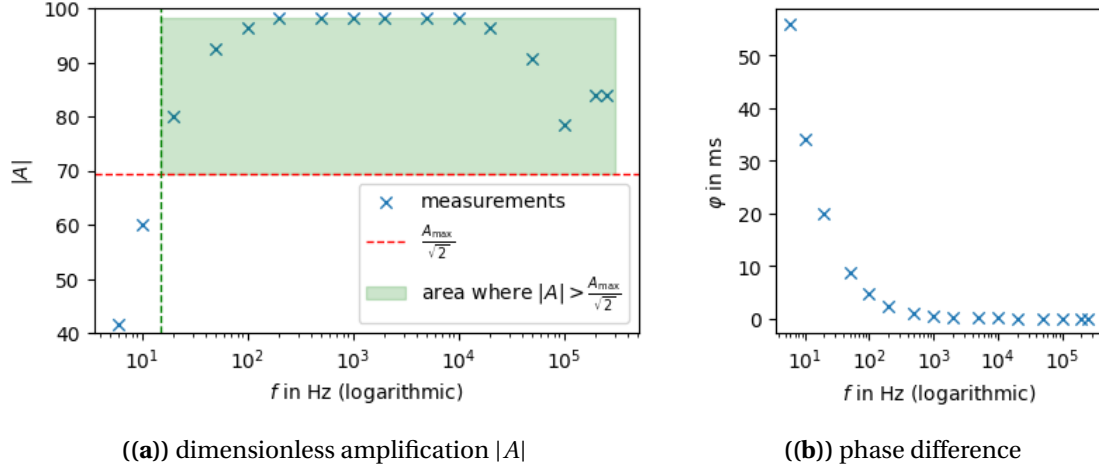 100
90
80
70
60
50
40
|A|
measurements
A_max/√2
area where |A| > A_max/√2
10^1 10^2 10^3 10^4 10^5
f in Hz (logarithmic)
((a)) dimensionless amplification |A|
50
40
30
20
10
0
φ in ms
10^1 10^2 10^3 10^4 10^5
f in Hz (logarithmic)
((b)) phase difference